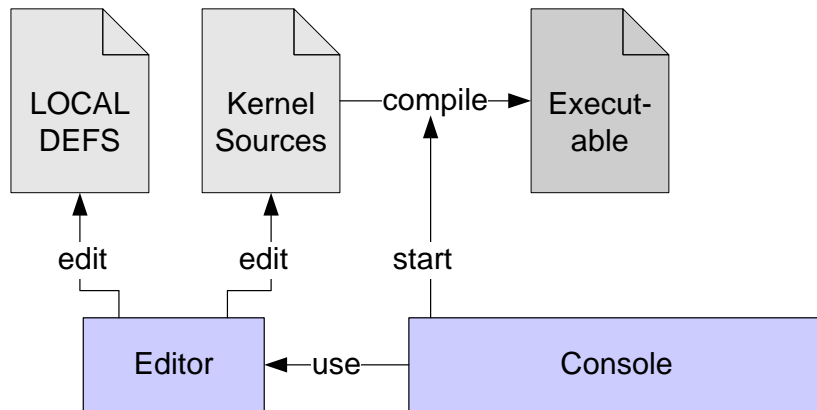 LOCAL
DEFS
Kernel
Sources
compile
Execut-
able
edit
edit
start
Editor
use
Console